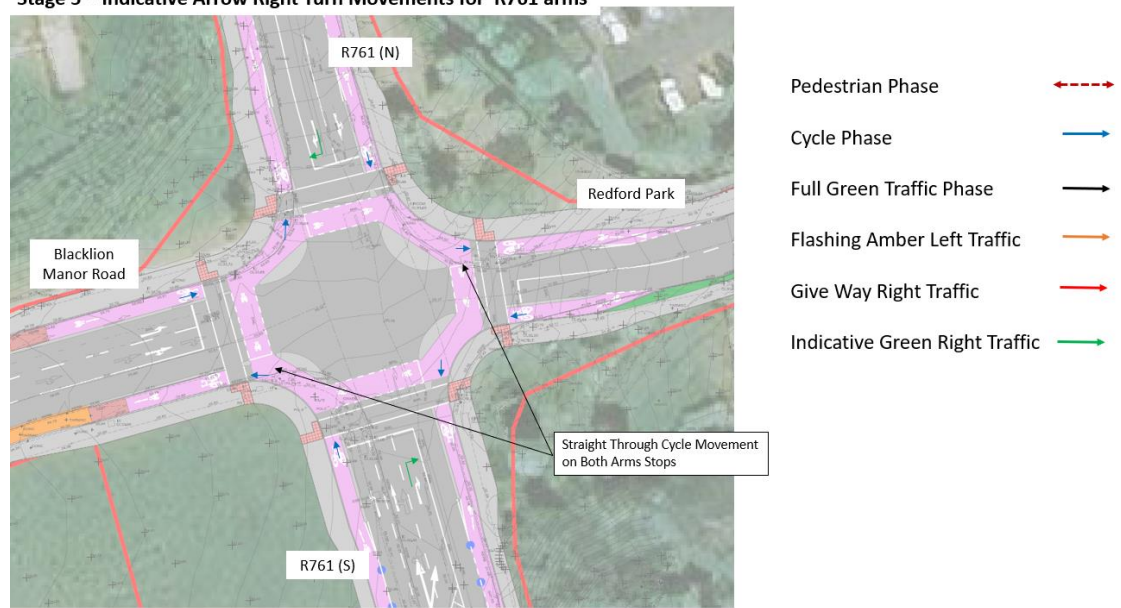 Stage 3 – Indicative Arrow Right Turn Movements for R761 arms
R761 (N)
Redford Park
Blacklion
Manor Road
Straight Through Cycle Movement
on Both Arms Stops
R761 (S)
Pedestrian Phase
Cycle Phase
Full Green Traffic Phase
Flashing Amber Left Traffic
Give Way Right Traffic
Indicative Green Right Traffic